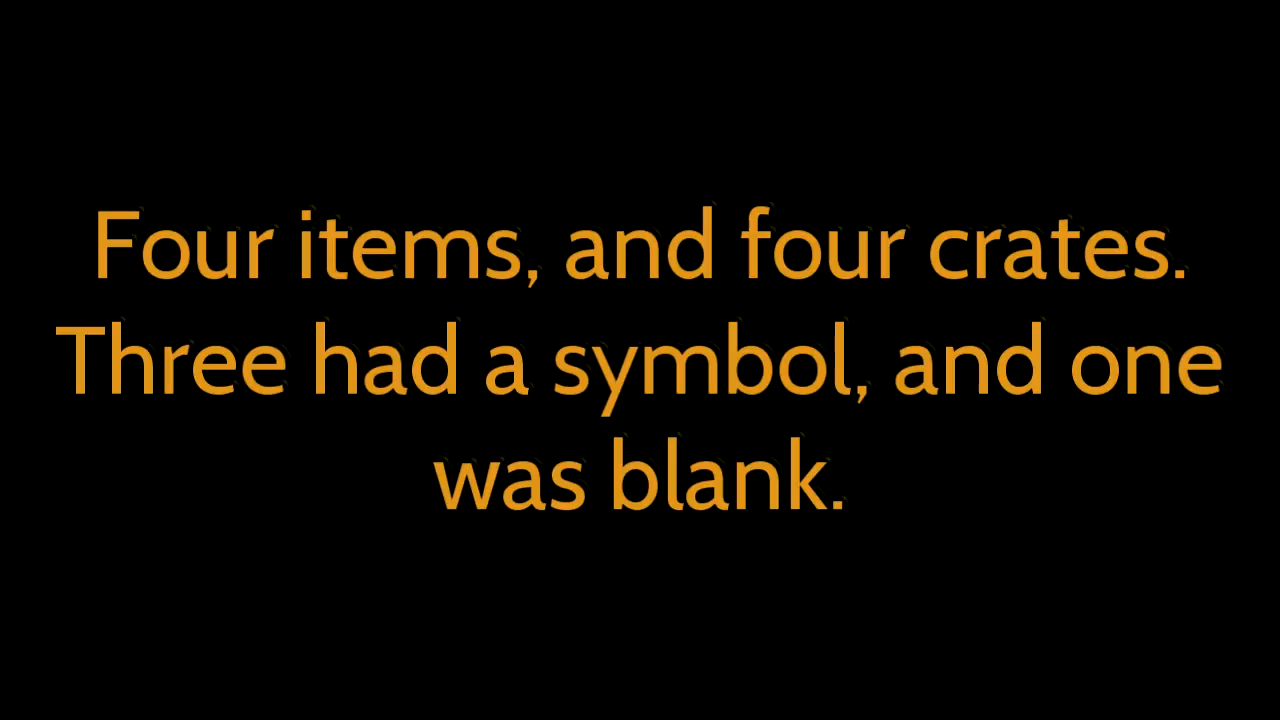 Four items, and four crates.
Three had a symbol, and one
was blank.